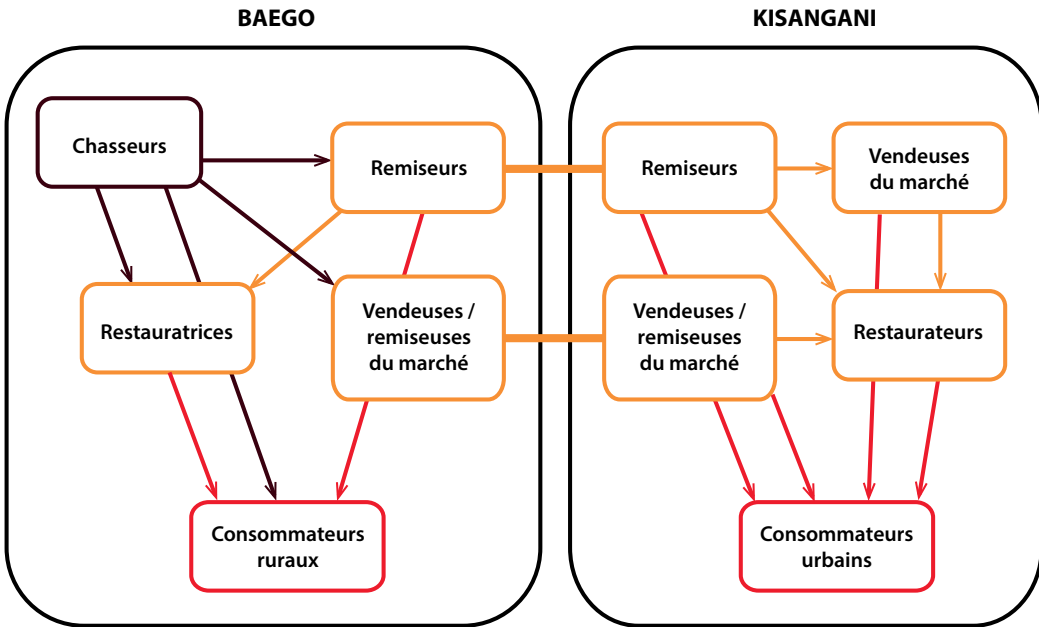 BAEGO
Chasseurs
Remiseurs
Restauratrices
Vendeuses /
remiseuses
du marché
Consommateurs
ruraux
KISANGANI
Remiseurs
Vendeuses
du marché
Vendeuses /
remiseuses
du marché
Restaurateurs
Consommateurs
urbains